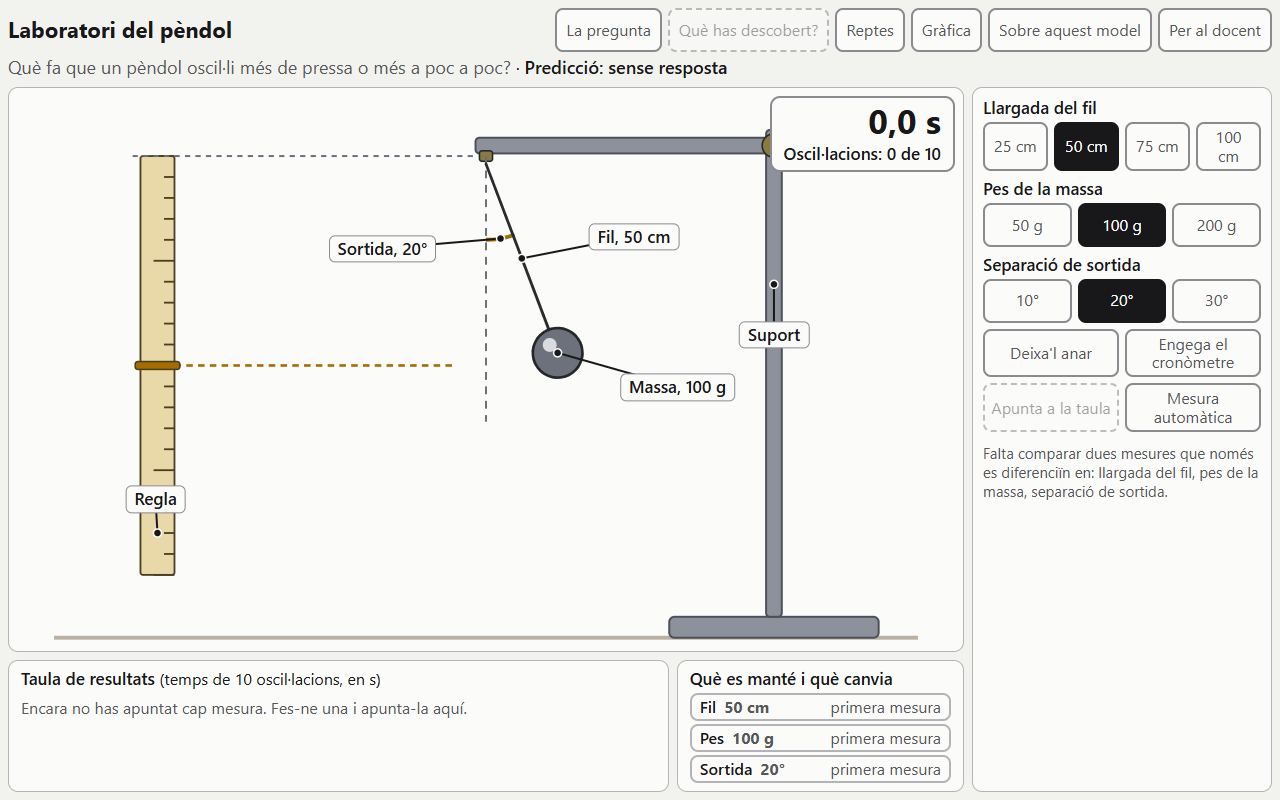 Laboratori del pèndol
La pregunta
Què has descobert?
Reptes
Gràfica
Sobre aquest model
Per al docent
Què fa que un pèndol oscil·li més de pressa o més a poc a poc? · Predicció: sense resposta
0,0 s
Oscil·lacions: 0 de 10
Sortida, 20°
Fil, 50 cm
Suport
Massa, 100 g
Regla
Llargada del fil
25 cm
50 cm
75 cm
100
cm
Pes de la massa
50 g
100 g
200 g
Separació de sortida
10°
20°
30°
Deixa'l anar
Engega el
cronòmetre
Apunta a la taula
Mesura
automàtica
Falta comparar dues mesures que només
es diferenciïn en: llargada del fil, pes de la
massa, separació de sortida.
Taula de resultats (temps de 10 oscil·lacions, en s)
Encara no has apuntat cap mesura. Fes-ne una i apunta-la aquí.
Què es manté i què canvia
Fil 50 cm primera mesura
Pes 100 g primera mesura
Sortida 20° primera mesura